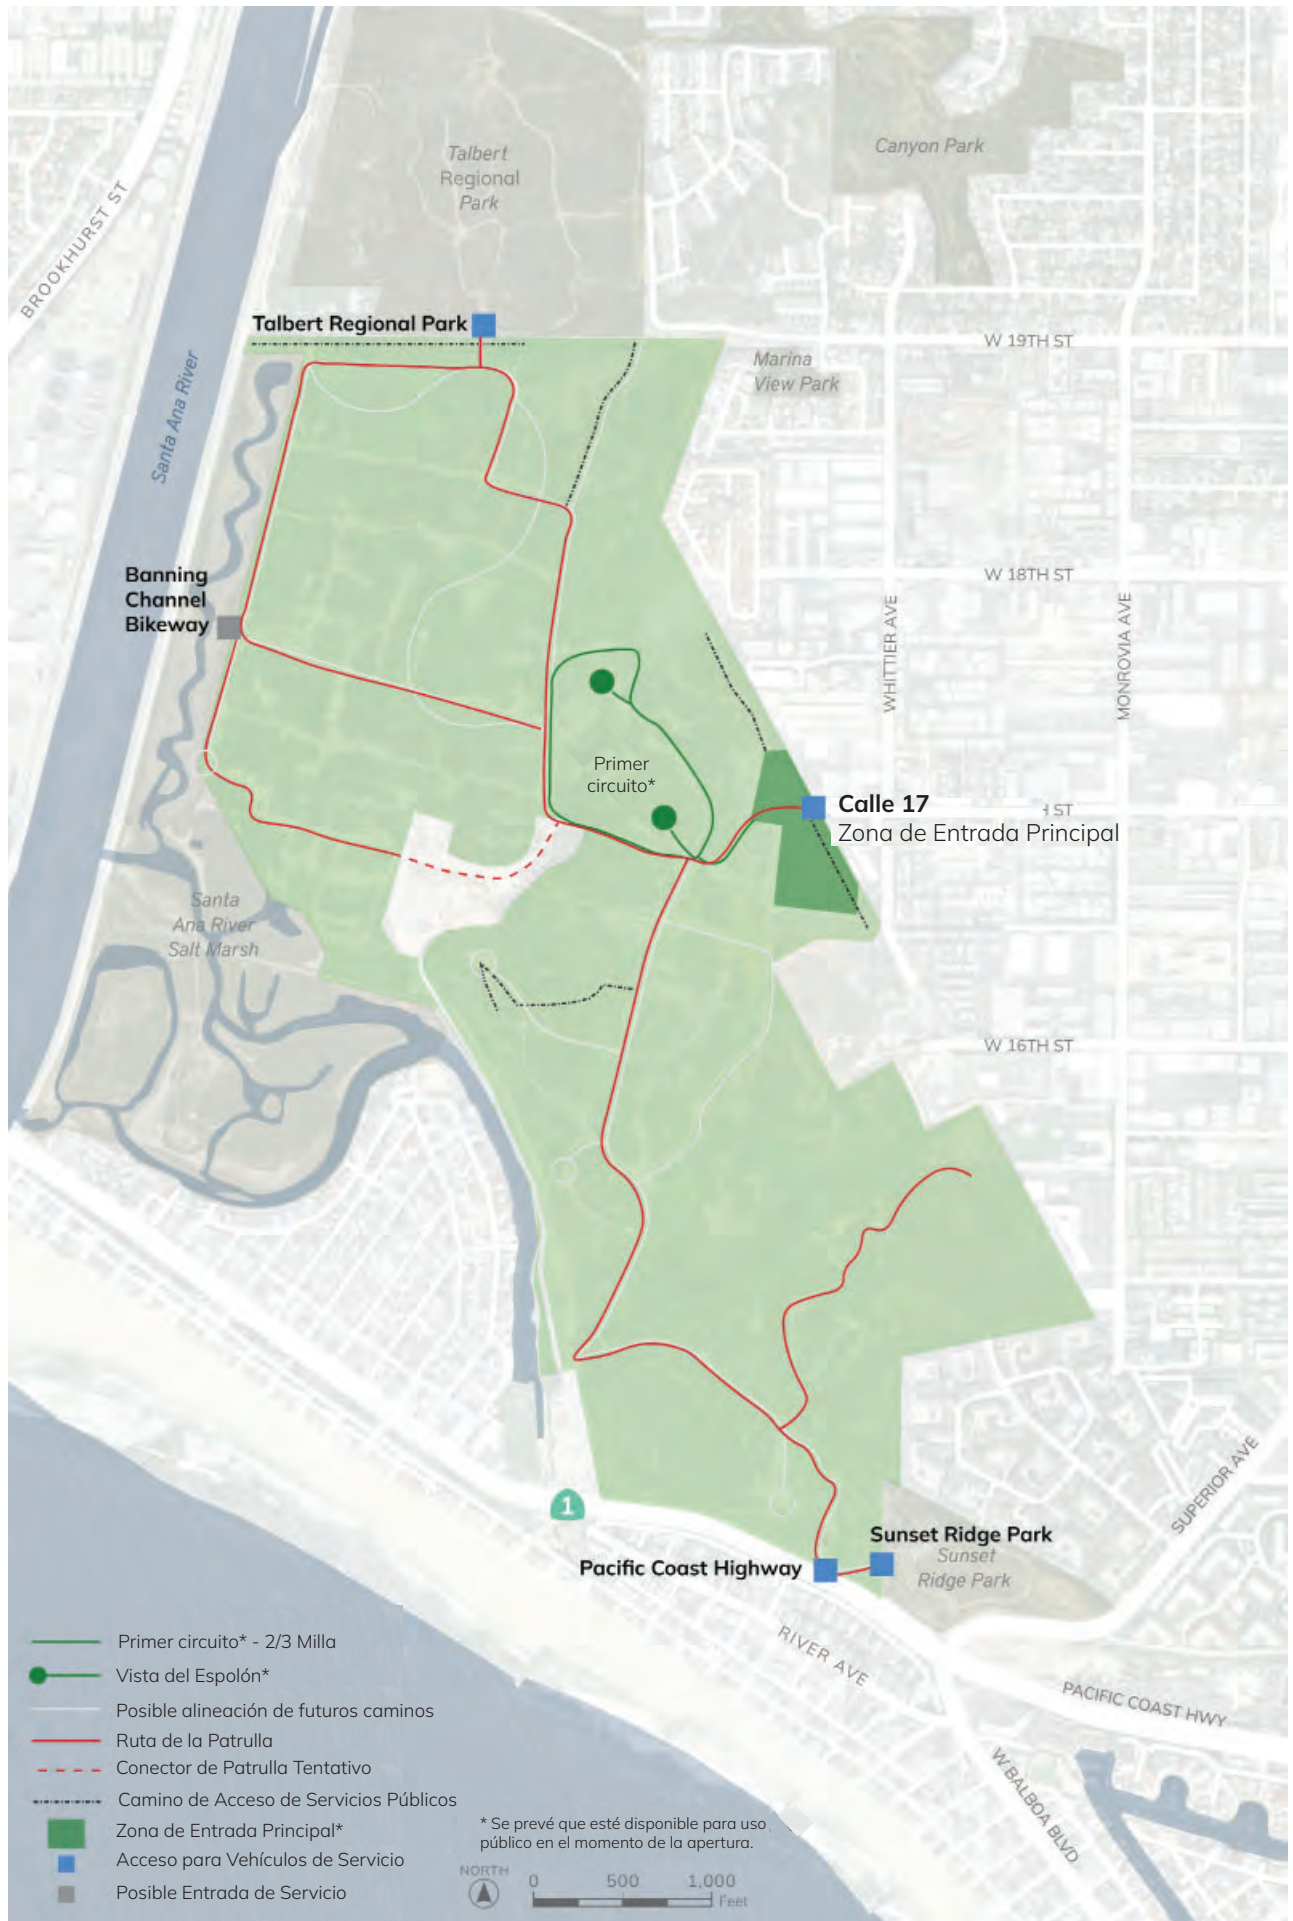 Talbert
Regional
Park
Canyon Park
BROOKHURST ST
Talbert Regional Park
W 19TH ST
Marina
View Park
Santa Ana River
Banning
Channel
Bikeway
W 18TH ST
WHITTIER AVE
MONROVIA AVE
Primer
circuito*
Calle 17
Zona de Entrada Principal
ST
Santa
Ana River
Salt Marsh
W 16TH ST
SUPERIOR AVE
1
Sunset Ridge Park
Sunset
Ridge Park
Pacific Coast Highway
RIVER AVE
PACIFIC COAST HWY
W BALBOA BLVD
Primer circuito* - 2/3 Milla
Vista del Espolón*
Posible alineación de futuros caminos
Ruta de la Patrulla
Conector de Patrulla Tentativo
Camino de Acceso de Servicios Públicos
Zona de Entrada Principal*
Acceso para Vehículos de Servicio
Posible Entrada de Servicio
* Se prevé que esté disponible para uso
público en el momento de la apertura.
NORTH
0 500 1,000
Feet